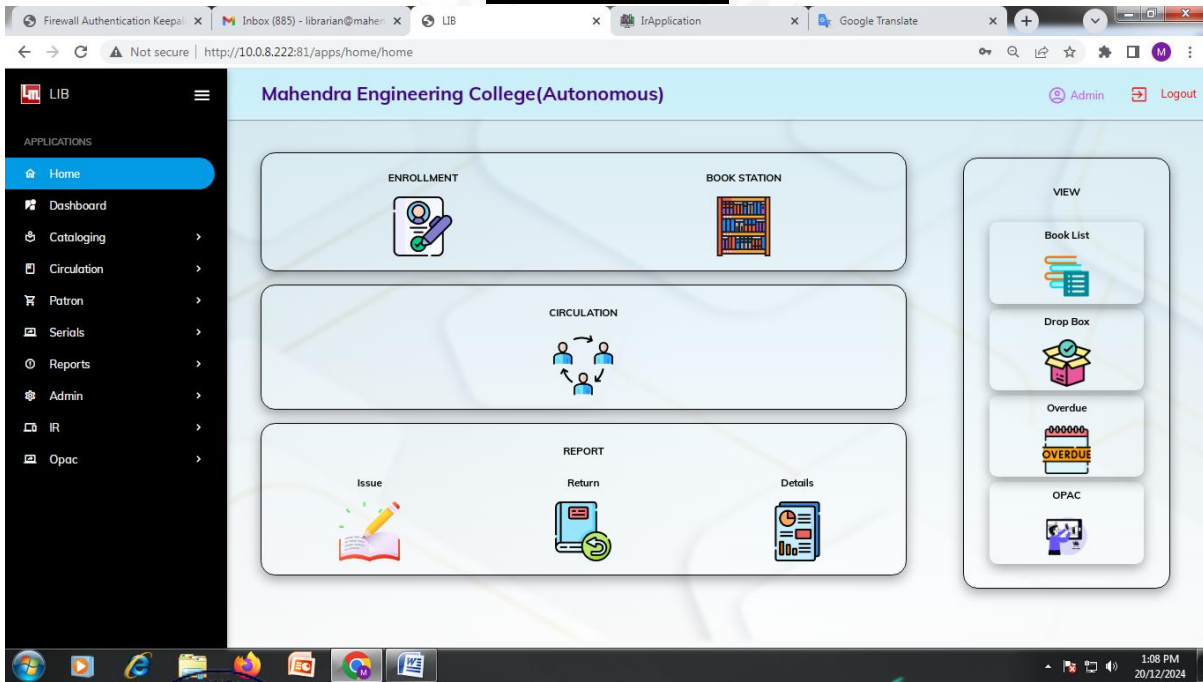 Firewall Authentication Keepal
Inbox (885) - librarian@mahen
LIB
IrApplication
Google Translate
Not secure | http://10.0.8.222:81/apps/home/home
M
Lm LIB
Mahendra Engineering College(Autonomous)
Admin
Logout
APPLICATIONS
Home
Dashboard
Cataloging
Circulation
Patron
Serials
Reports
Admin
IR
Opac
ENROLLMENT
BOOK STATION
CIRCULATION
REPORT
Issue
Return
Details
VIEW
Book List
Drop Box
Overdue
OVERDUE
OPAC
1:08 PM
20/12/2024